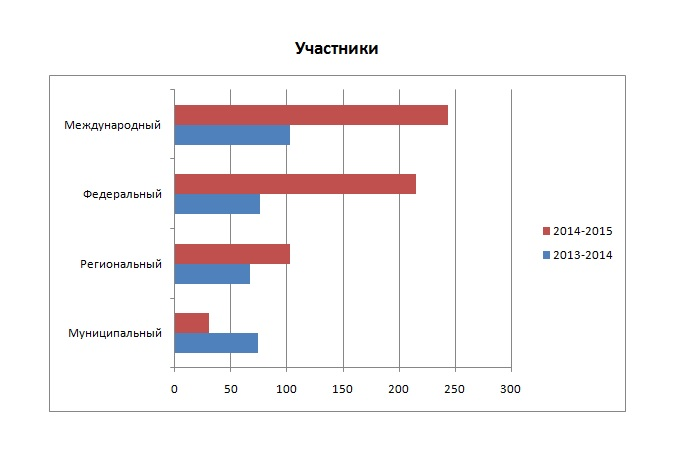 Участники
Международный
Федеральный
Региональный
Муниципальный
0 50 100 150 200 250 300
2014-2015
2013-2014